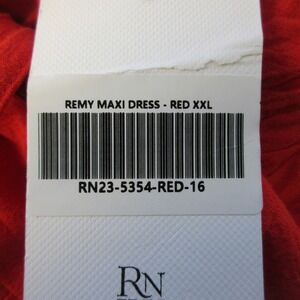 REMY MAXI DRESS - RED XXL
RN23-5354-RED-16
RN